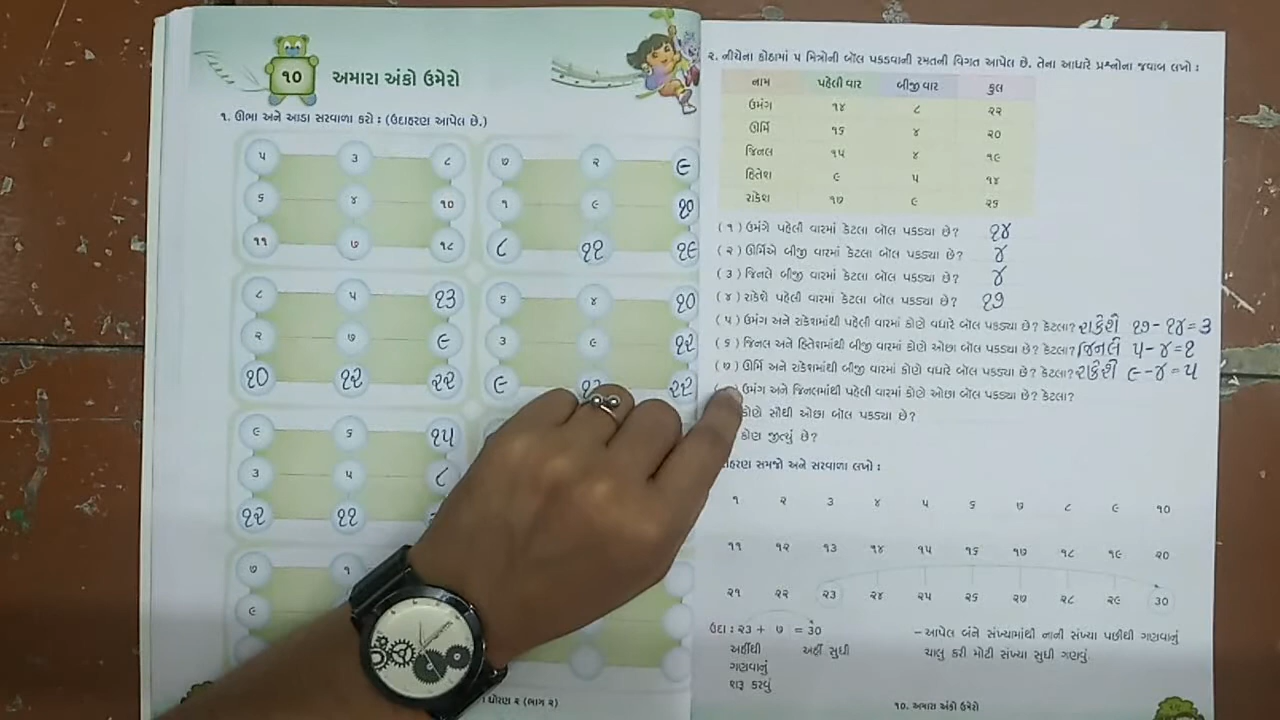 ૧૦
અમારા અંકો ઉમેરો
૧. ઊભા અને આડા સરવાળા કરો : (ઉદાહરણ આપેલ છે.)
૫ ૩ ૮
૬ ૪ ૧૦
૧૧ ૭ ૧૮
૭ ૨ ૯
૧ ૯ ૧૦
૮ ૧૧ ૧૯
૮ ૫ ૧૩
૨ ૭ ૯
૧૦ ૧૨ ૨૨
૬ ૪ ૧૦
૩ ૯ ૧૨
૯ ૨૨
૯ ૬ ૧૫
૩ ૫ ૮
૧૨ ૧૧
૭ ૧
૯
ધોરણ ૨ (ભાગ ૨)
૨. નીચેના કોઠામાં ૫ મિત્રોની બૉલ પકડવાની રમતની વિગત આપેલ છે. તેના આધારે પ્રશ્નોના જવાબ લખો :
નામ પહેલી વાર બીજી વાર કુલ
ઉમંગ ૧૪ ૮ ૨૨
ઊર્મિ ૧૬ ૪ ૨૦
જિનલ ૧૫ ૪ ૧૯
હિતેશ ૯ ૫ ૧૪
રાકેશ ૧૭ ૯ ૨૬
(૧) ઉમંગે પહેલી વારમાં કેટલા બૉલ પકડ્યા છે? ૧૪
(૨) ઊર્મિએ બીજી વારમાં કેટલા બૉલ પકડ્યા છે? ૪
(૩) જિનલે બીજી વારમાં કેટલા બૉલ પકડ્યા છે? ૪
(૪) રાકેશે પહેલી વારમાં કેટલા બૉલ પકડ્યા છે? ૧૭
(૫) ઉમંગ અને રાકેશમાંથી પહેલી વારમાં કોણે વધારે બૉલ પકડ્યા છે? કેટલા? રાકેશે ૧૭ - ૧૪ = ૩
(૬) જિનલ અને હિતેશમાંથી બીજી વારમાં કોણે ઓછા બૉલ પકડ્યા છે? કેટલા? જિનલે ૫ - ૪ = ૧
(૭) ઊર્મિ અને રાકેશમાંથી બીજી વારમાં કોણે વધારે બૉલ પકડ્યા છે? કેટલા? રાકેશે ૯ - ૪ = ૫
ઉમંગ અને જિનલમાંથી પહેલી વારમાં કોણે ઓછા બૉલ પકડ્યા છે? કેટલા?
કોણે સૌથી ઓછા બૉલ પકડ્યા છે?
કોણ જીત્યું છે?
સમજો અને સરવાળા લખો :
૧ ૨ ૩ ૪ ૫ ૬ ૭ ૮ ૯ ૧૦
૧૧ ૧૨ ૧૩ ૧૪ ૧૫ ૧૬ ૧૭ ૧૮ ૧૯ ૨૦
૨૧ ૨૨ ૨૩ ૨૪ ૨૫ ૨૬ ૨૭ ૨૮ ૨૯ ૩૦
ઉદા : ૨૩ + ૭ = ૩૦
અહીંથી ગણવાનું શરૂ કરવું
અહીં સુધી
- આપેલ બંને સંખ્યામાંથી નાની સંખ્યા પછીથી ગણવાનું
ચાલુ કરી મોટી સંખ્યા સુધી ગણવું.
૧૦. અમારા અંકો ઉમેરો